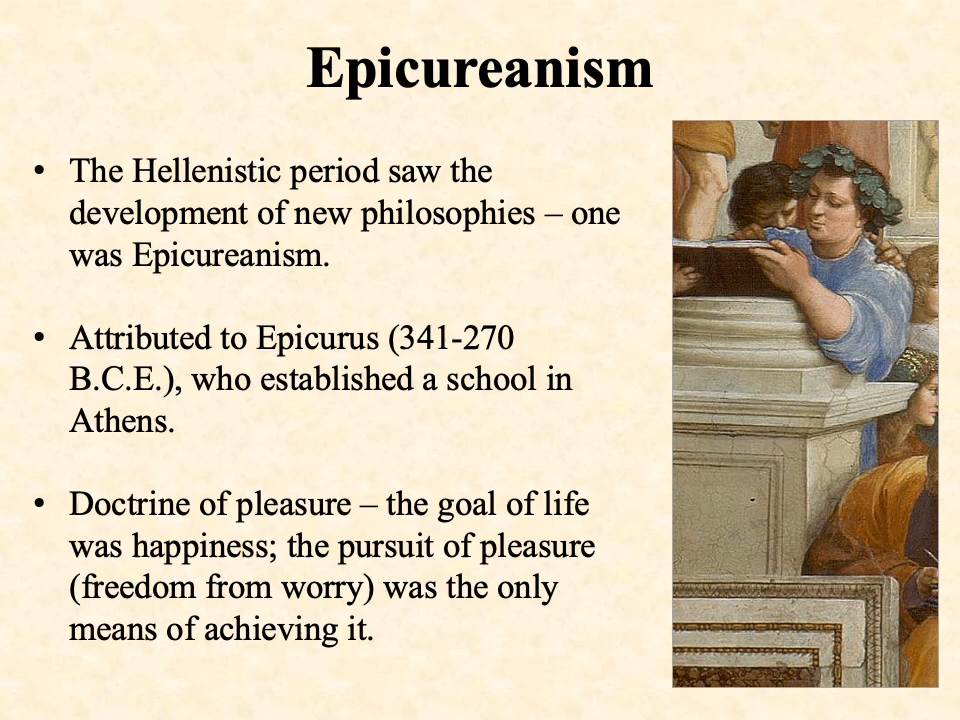 Epicureanism
• The Hellenistic period saw the
development of new philosophies – one
was Epicureanism.
• Attributed to Epicurus (341-270
B.C.E.), who established a school in
Athens.
• Doctrine of pleasure – the goal of life
was happiness; the pursuit of pleasure
(freedom from worry) was the only
means of achieving it.